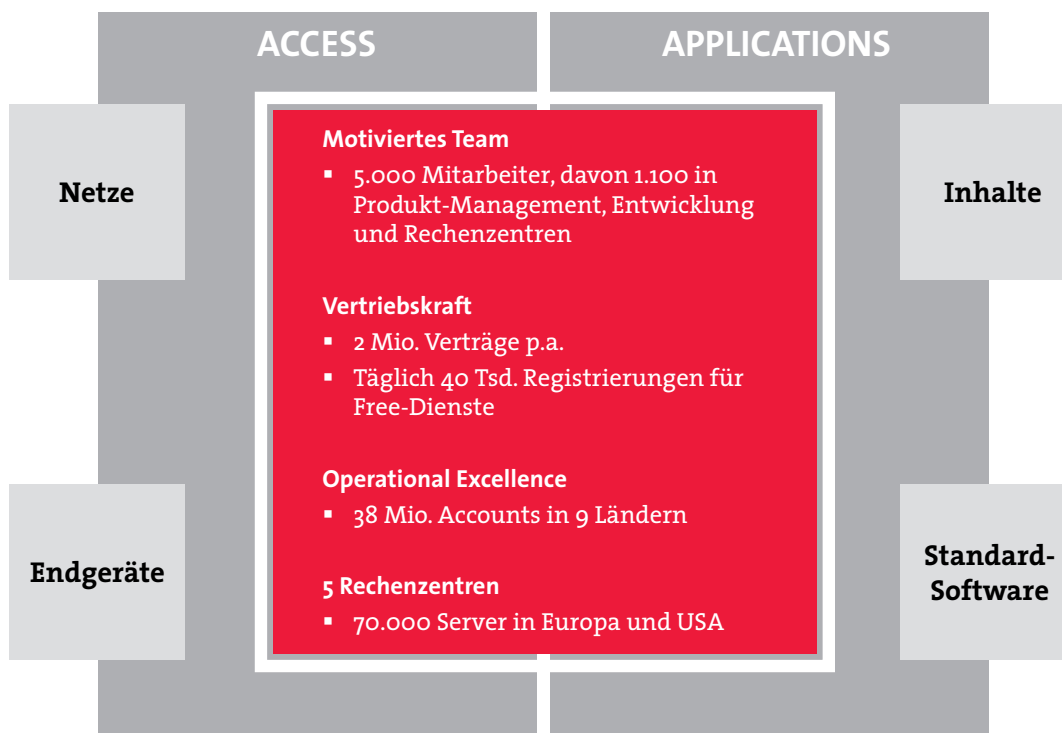 ACCESS
APPLICATIONS
Netze
Motiviertes Team
▪ 5.000 Mitarbeiter, davon 1.100 in
Produkt-Management, Entwicklung
und Rechenzentren
Inhalte
Vertriebskraft
▪ 2 Mio. Verträge p.a.
▪ Täglich 40 Tsd. Registrierungen für
Free-Dienste
Endgeräte
Operational Excellence
▪ 38 Mio. Accounts in 9 Ländern
5 Rechenzentren
▪ 70.000 Server in Europa und USA
Standard-
Software